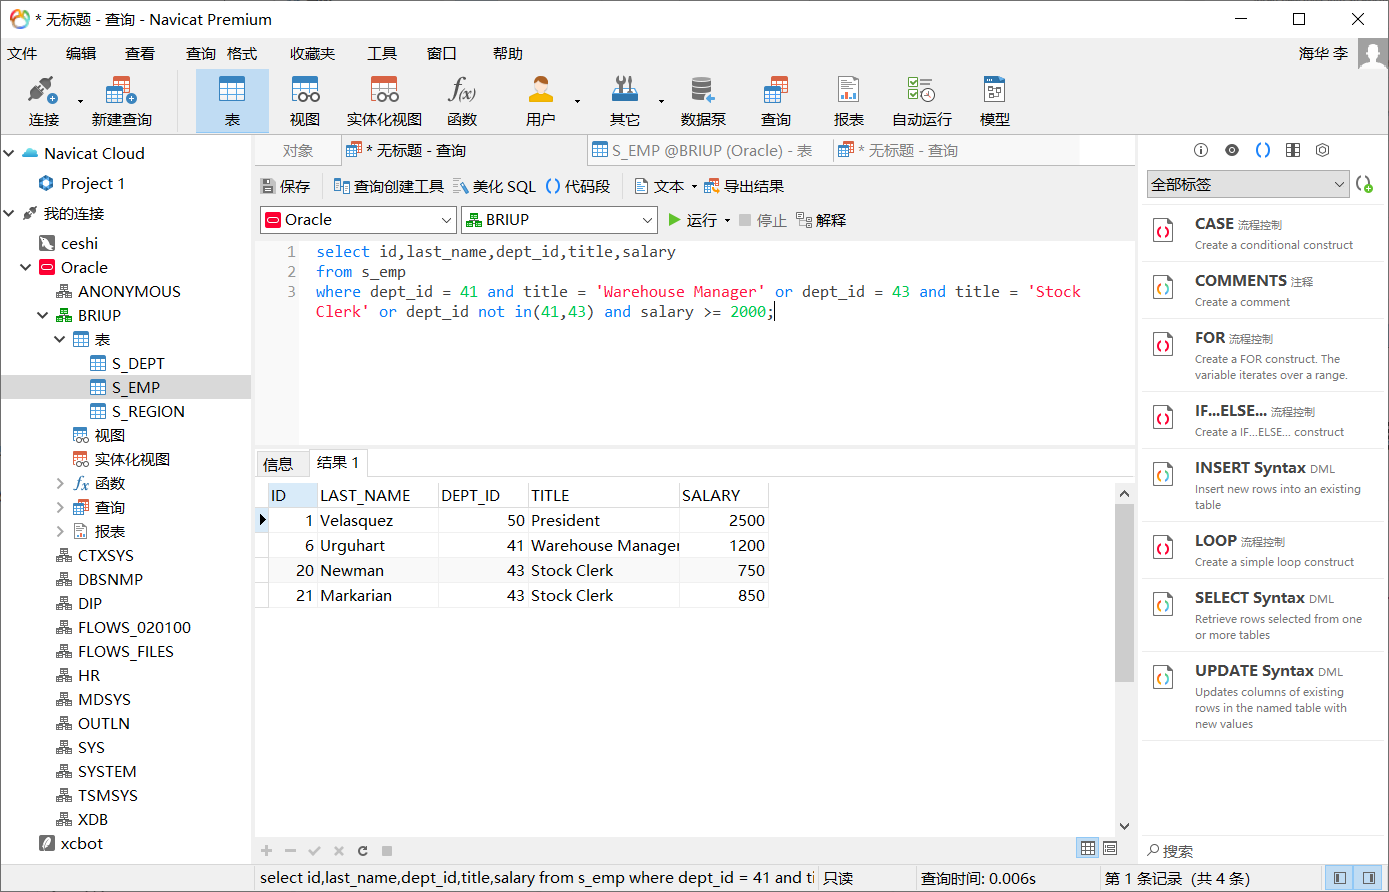 * 无标题 - 查询 - Navicat Premium
文件 编辑 查看 查询 格式 收藏夹 工具 窗口 帮助 海华 李
连接 新建查询 表 视图 实体化视图 函数 用户 其它 数据泵 查询 报表 自动运行 模型
Navicat Cloud
Project 1
我的连接
ceshi
Oracle
ANONYMOUS
BRIUP
表
S_DEPT
S_EMP
S_REGION
视图
实体化视图
函数
查询
报表
CTXSYS
DBSNMP
DIP
FLOWS_020100
FLOWS_FILES
HR
MDSYS
OUTLN
SYS
SYSTEM
TSMSYS
XDB
xcbot
对象 * 无标题 - 查询 S_EMP @BRIUP (Oracle) - 表 * 无标题 - 查询
保存 查询创建工具 美化 SQL () 代码段 文本 导出结果
Oracle BRIUP 运行 停止 解释
1 select id,last_name,dept_id,title,salary
2 from s_emp
3 where dept_id = 41 and title = 'Warehouse Manager' or dept_id = 43 and title = 'Stock
Clerk' or dept_id not in(41,43) and salary >= 2000;
信息 结果 1
ID LAST_NAME DEPT_ID TITLE SALARY
1 Velasquez 50 President 2500
6 Urguhart 41 Warehouse Manager 1200
20 Newman 43 Stock Clerk 750
21 Markarian 43 Stock Clerk 850
select id,last_name,dept_id,title,salary from s_emp where dept_id = 41 and ti 只读 查询时间: 0.006s 第 1 条记录 (共 4 条)
全部标签
CASE 流程控制
Create a conditional construct
COMMENTS 注释
Create a comment
FOR 流程控制
Create a FOR construct. The
variable iterates over a range.
IF...ELSE... 流程控制
Create a IF...ELSE... construct
INSERT Syntax DML
Insert new rows into an existing
table
LOOP 流程控制
Create a simple loop construct
SELECT Syntax DML
Retrieve rows selected from one
or more tables
UPDATE Syntax DML
Updates columns of existing
rows in the named table with
new values
搜索